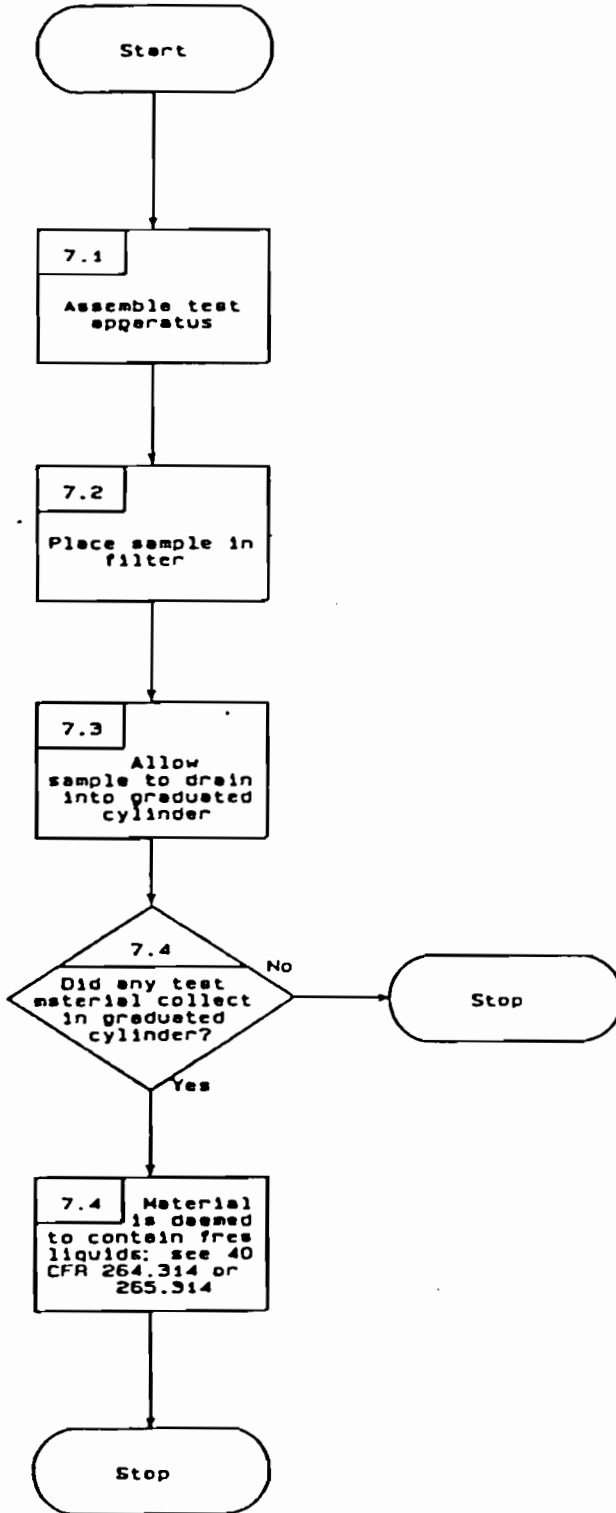 Start
7.1
Assemble test
apparatus
7.2
Place sample in
filter
7.3
Allow
sample to drain
into graduated
cylinder
7.4
Did any test
material collect
in graduated
cylinder?
No
Stop
Yes
7.4 Material
is deemed
to contain free
liquids; see 40
CFR 264.314 or
265.314
Stop